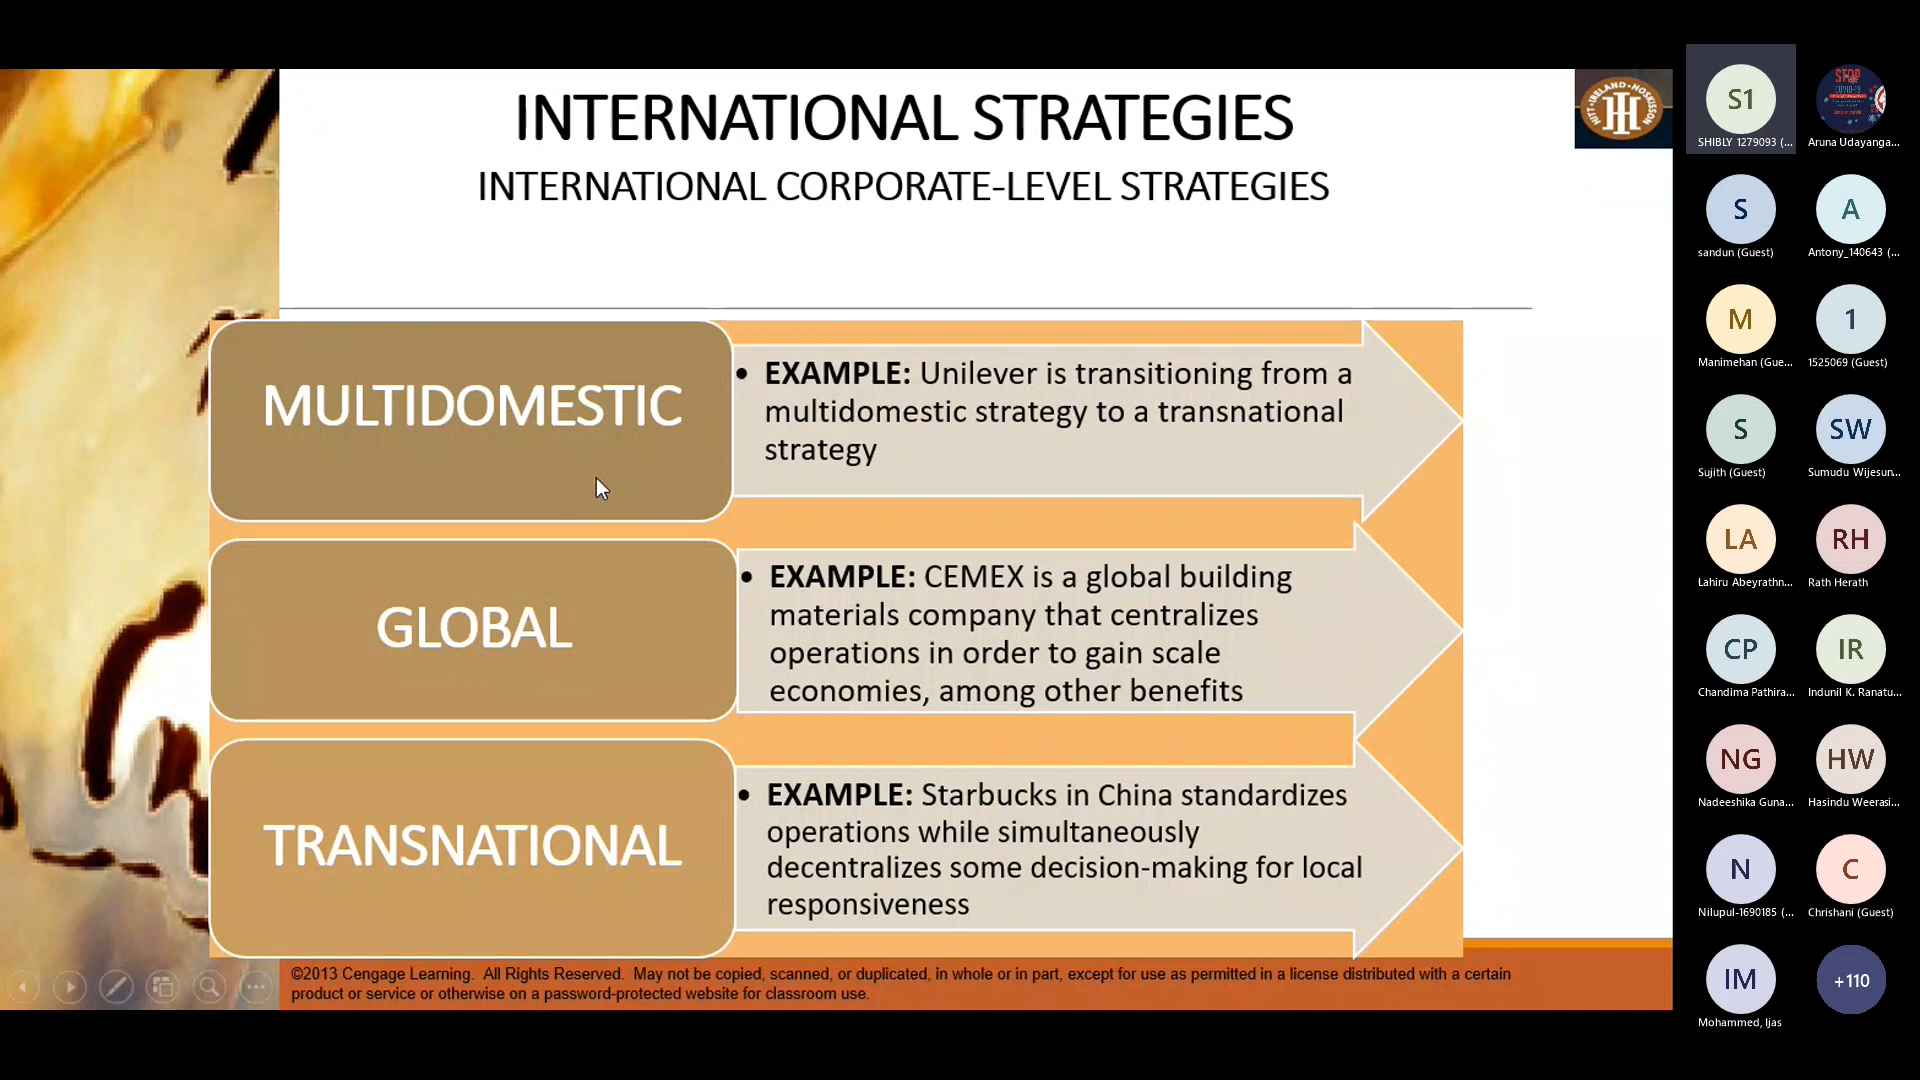 INTERNATIONAL STRATEGIES
INTERNATIONAL CORPORATE-LEVEL STRATEGIES
HITT•IRELAND•HOSKISSON
MULTIDOMESTIC
• EXAMPLE: Unilever is transitioning from a
multidomestic strategy to a transnational
strategy
GLOBAL
• EXAMPLE: CEMEX is a global building
materials company that centralizes
operations in order to gain scale
economies, among other benefits
TRANSNATIONAL
• EXAMPLE: Starbucks in China standardizes
operations while simultaneously
decentralizes some decision-making for local
responsiveness
©2013 Cengage Learning. All Rights Reserved. May not be copied, scanned, or duplicated, in whole or in part, except for use as permitted in a license distributed with a certain
product or service or otherwise on a password-protected website for classroom use.
S1
SHIBLY 1279093 (...
STOP
COVID-19
Aruna Udayanga...
S
sandun (Guest)
A
Antony_140643 (...
M
Manimehan (Gue...
1
1525069 (Guest)
S
Sujith (Guest)
SW
Sumudu Wijesun...
LA
Lahiru Abeyrathn...
RH
Rath Herath
CP
Chandima Pathira...
IR
Indunil K. Ranatu...
NG
Nadeeshika Guna...
HW
Hasindu Weerasi...
N
Nilupul-1690185 (...
C
Chrishani (Guest)
IM
Mohammed, Ijas
+110